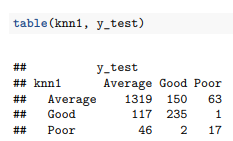 table(knn1, y_test)
##          y_test
## knn1      Average Good Poor
##   Average    1319  150   63
##   Good        117  235    1
##   Poor         46    2   17